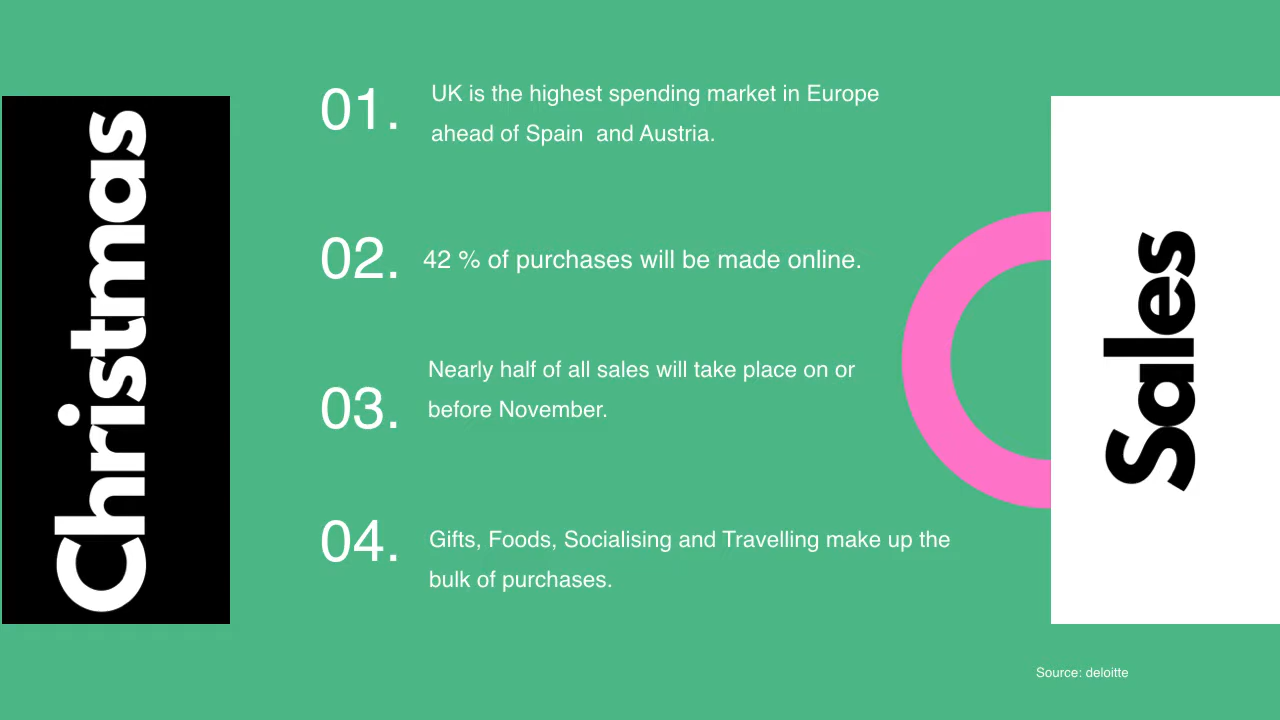 Christmas
01.
UK is the highest spending market in Europe
ahead of Spain  and Austria.
02.
42 % of purchases will be made online.
03.
Nearly half of all sales will take place on or
before November.
04.
Gifts, Foods, Socialising and Travelling make up the
bulk of purchases.
Sales
Source: deloitte